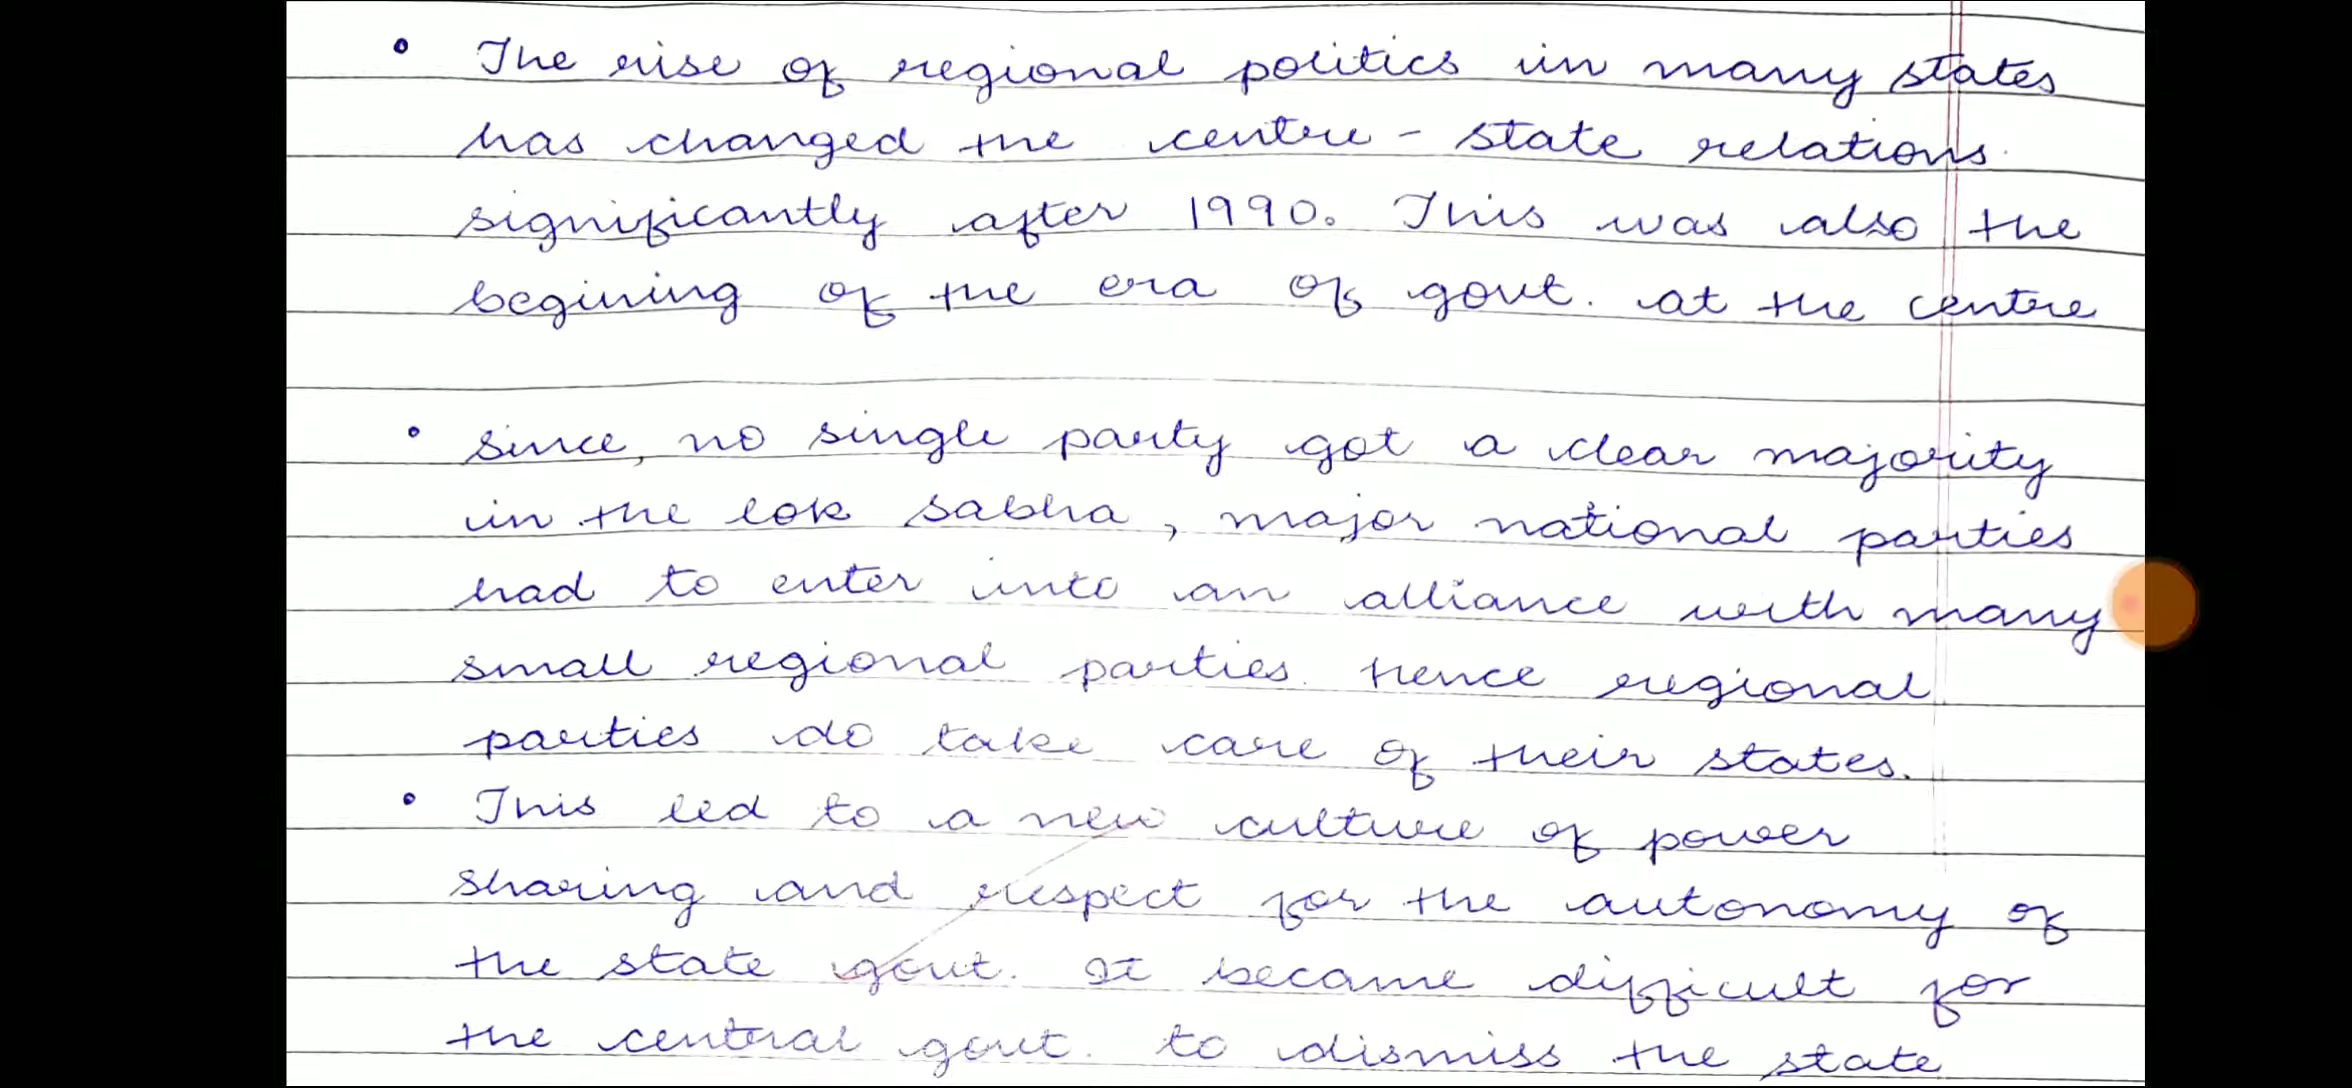 • The rise of regional politics in many states
has changed the centre - state relations
significantly after 1990. This was also the
begining of the era of govt. at the centre
• since, no single party got a clear majority
in the lok sabha, major national parties
had to enter into an alliance with many
small regional parties. Hence regional
parties do take care of their states.
• This led to a new culture of power
sharing and respect for the autonomy of
the state govt. It became difficult for
the central govt. to dismiss the state